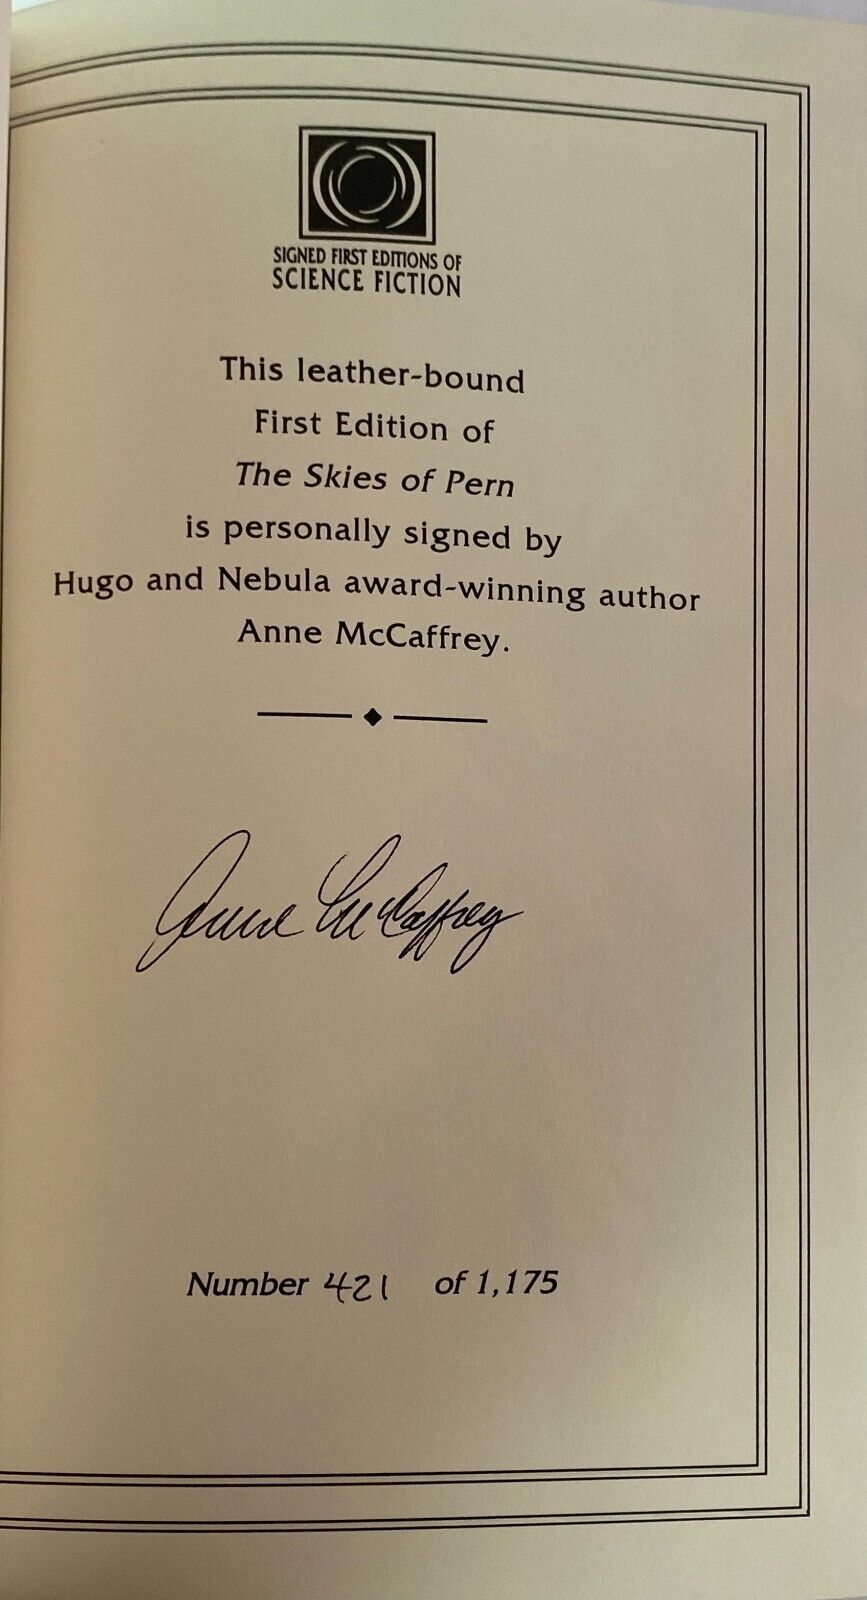 SIGNED FIRST EDITIONS OF
SCIENCE FICTION
This leather-bound
First Edition of
The Skies of Pern
is personally signed by
Hugo and Nebula award-winning author
Anne McCaffrey.
Anne McCaffrey
Number 421 of 1,175